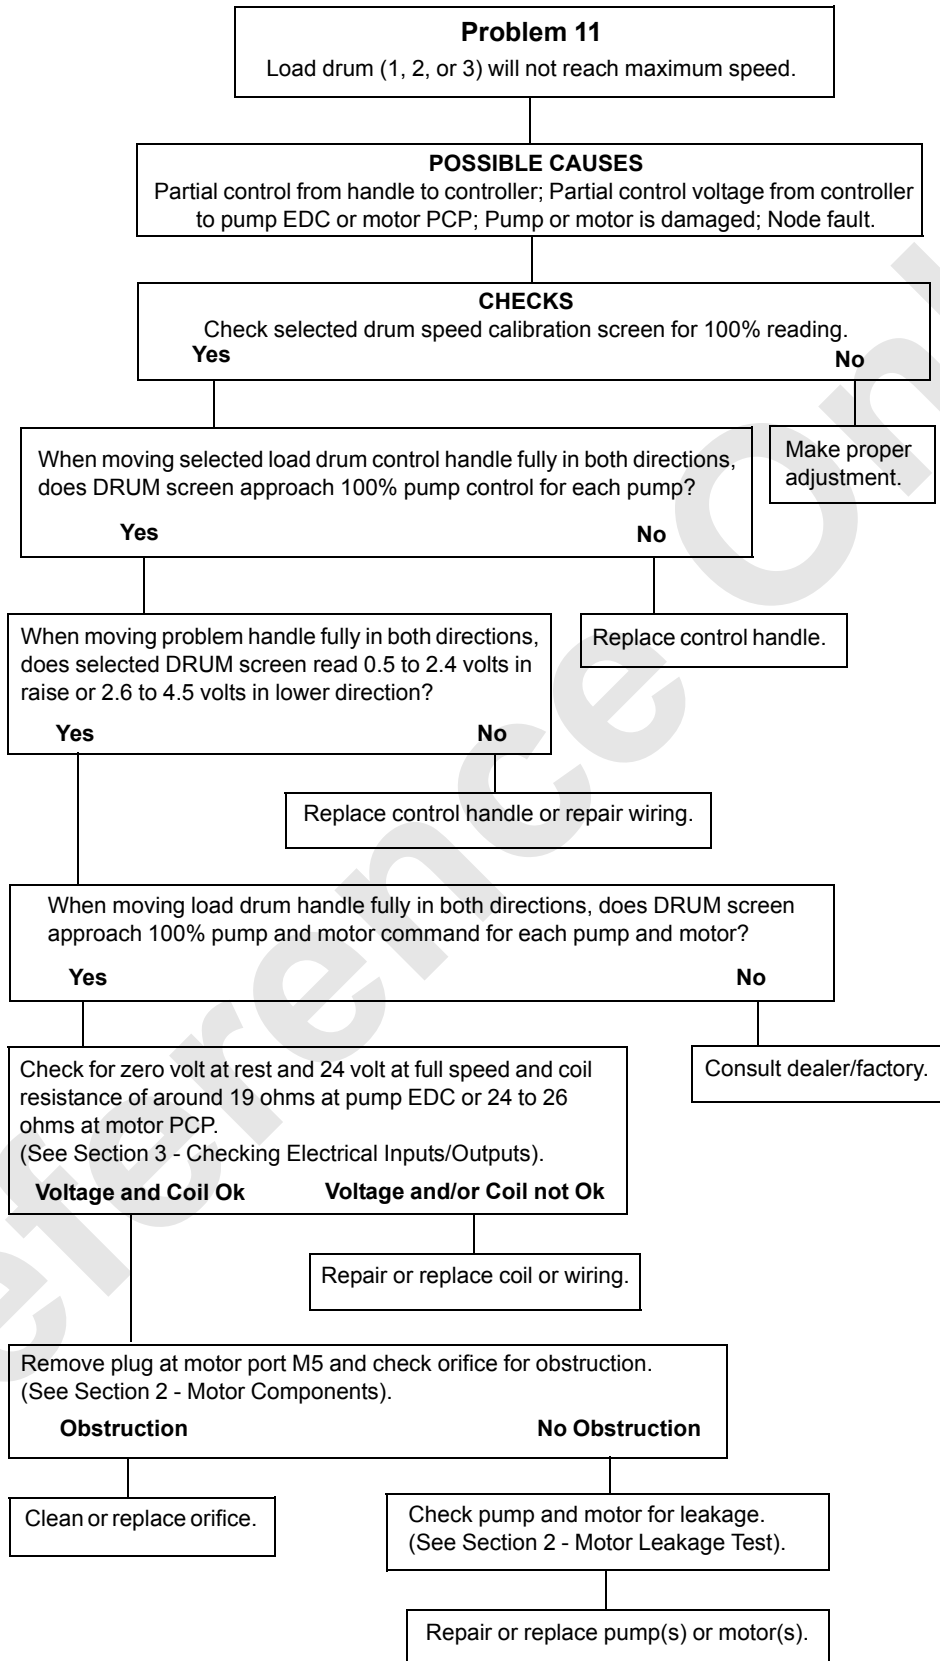 Problem 11
Load drum (1, 2, or 3) will not reach maximum speed.
POSSIBLE CAUSES
Partial control from handle to controller; Partial control voltage from controller
to pump EDC or motor PCP; Pump or motor is damaged; Node fault.
CHECKS
Check selected drum speed calibration screen for 100% reading.
Yes
No
When moving selected load drum control handle fully in both directions,
does DRUM screen approach 100% pump control for each pump?
Yes
No
Make proper
adjustment.
When moving problem handle fully in both directions,
does selected DRUM screen read 0.5 to 2.4 volts in
raise or 2.6 to 4.5 volts in lower direction?
Yes
No
Replace control handle.
Replace control handle or repair wiring.
When moving load drum handle fully in both directions, does DRUM screen
approach 100% pump and motor command for each pump and motor?
Yes
No
Check for zero volt at rest and 24 volt at full speed and coil
resistance of around 19 ohms at pump EDC or 24 to 26
ohms at motor PCP.
(See Section 3 - Checking Electrical Inputs/Outputs).
Voltage and Coil Ok
Voltage and/or Coil not Ok
Consult dealer/factory.
Repair or replace coil or wiring.
Remove plug at motor port M5 and check orifice for obstruction.
(See Section 2 - Motor Components).
Obstruction
No Obstruction
Clean or replace orifice.
Check pump and motor for leakage.
(See Section 2 - Motor Leakage Test).
Repair or replace pump(s) or motor(s).
eference On